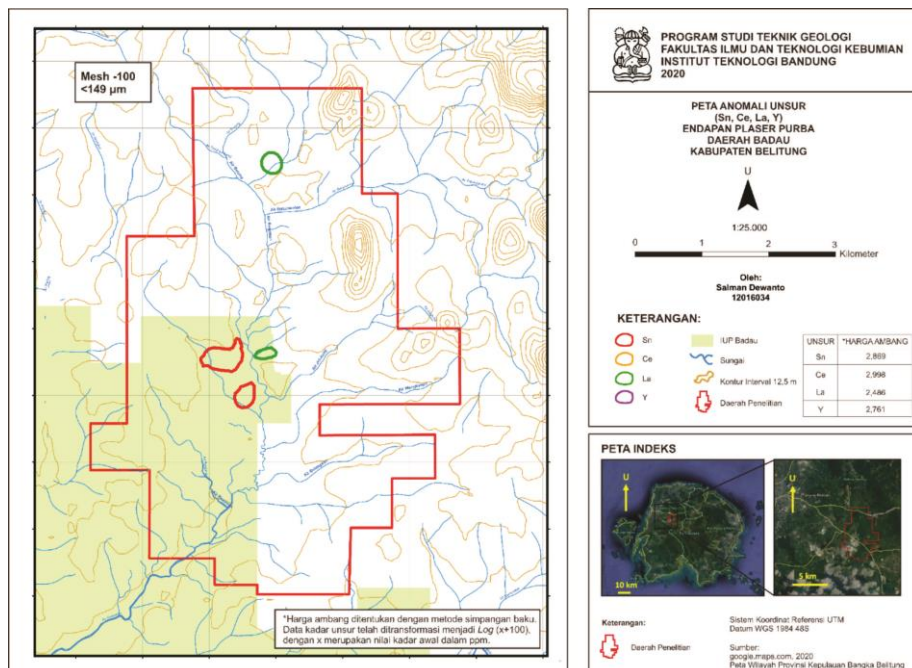 Mesh -100
<149 µm
*Harga ambang ditentukan dengan metode simpangan baku.
Data kadar unsur telah ditransformasi menjadi Log (x+100),
dengan x merupakan nilai kadar awal dalam ppm.
PROGRAM STUDI TEKNIK GEOLOGI
FAKULTAS ILMU DAN TEKNOLOGI KEBUMIAN
INSTITUT TEKNOLOGI BANDUNG
2020
PETA ANOMALI UNSUR
(Sn, Ce, La, Y)
ENDAPAN PLASER PURBA
DAERAH BADAU
KABUPATEN BELITUNG
U
1:25.000
0 1 2 3
Kilometer
Oleh:
Salman Dewanto
12016034
KETERANGAN:
Sn
Ce
La
Y
IUP Badau
Sungai
Kontur Interval 12,5 m
Daerah Penelitian
UNSUR *HARGA AMBANG
Sn 2,869
Ce 2,998
La 2,486
Y 2,761
PETA INDEKS
U
10 km
U
5 km
Keterangan:
Daerah Penelitian
Sistem Koordinat Referensi UTM
Datum WGS 1984 48S
Sumber:
google.maps.com, 2020
Peta Wilayah Provinsi Kepulauan Bangka Belitung